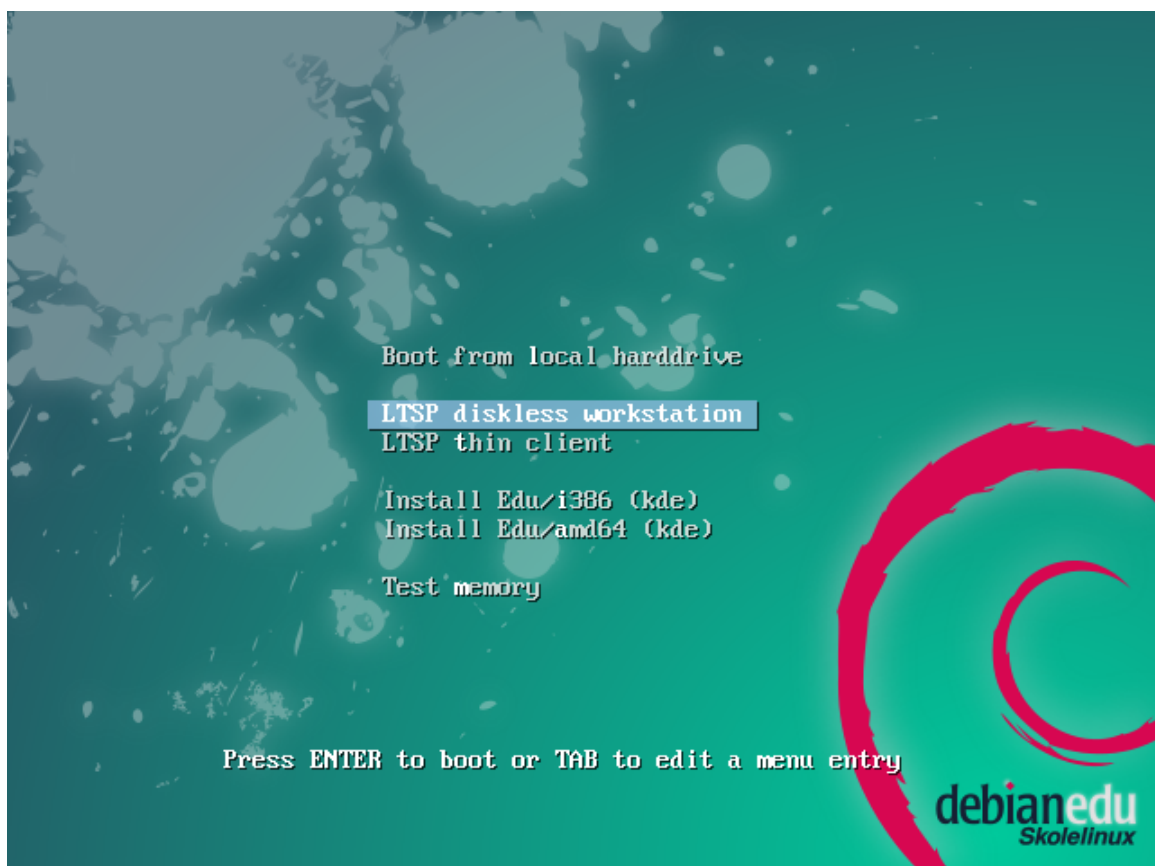 Boot from local harddrive
LTSP diskless workstation
LTSP thin client
Install Edu/i386 (kde)
Install Edu/amd64 (kde)
Test memory
Press ENTER to boot or TAB to edit a menu entry
debianedu
Skolelinux